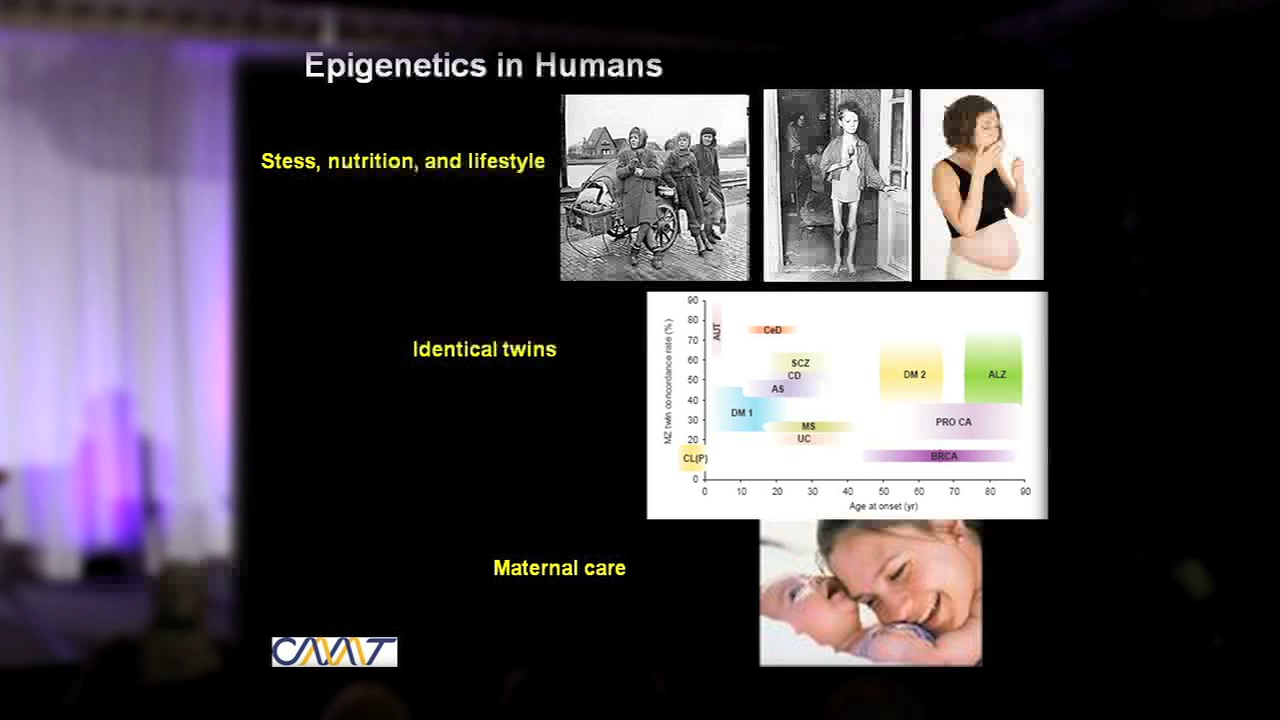 Epigenetics in Humans
Stess, nutrition, and lifestyle
Identical twins
MZ twin concordance rate (%)
90
80
70
60
50
40
30
20
10
0
AUT
CeD
SCZ
CD
AS
DM 1
MS
UC
CL(P)
DM 2
ALZ
PRO CA
BRCA
0 10 20 30 40 50 60 70 80 90
Age at onset (yr)
Maternal care
CMMT